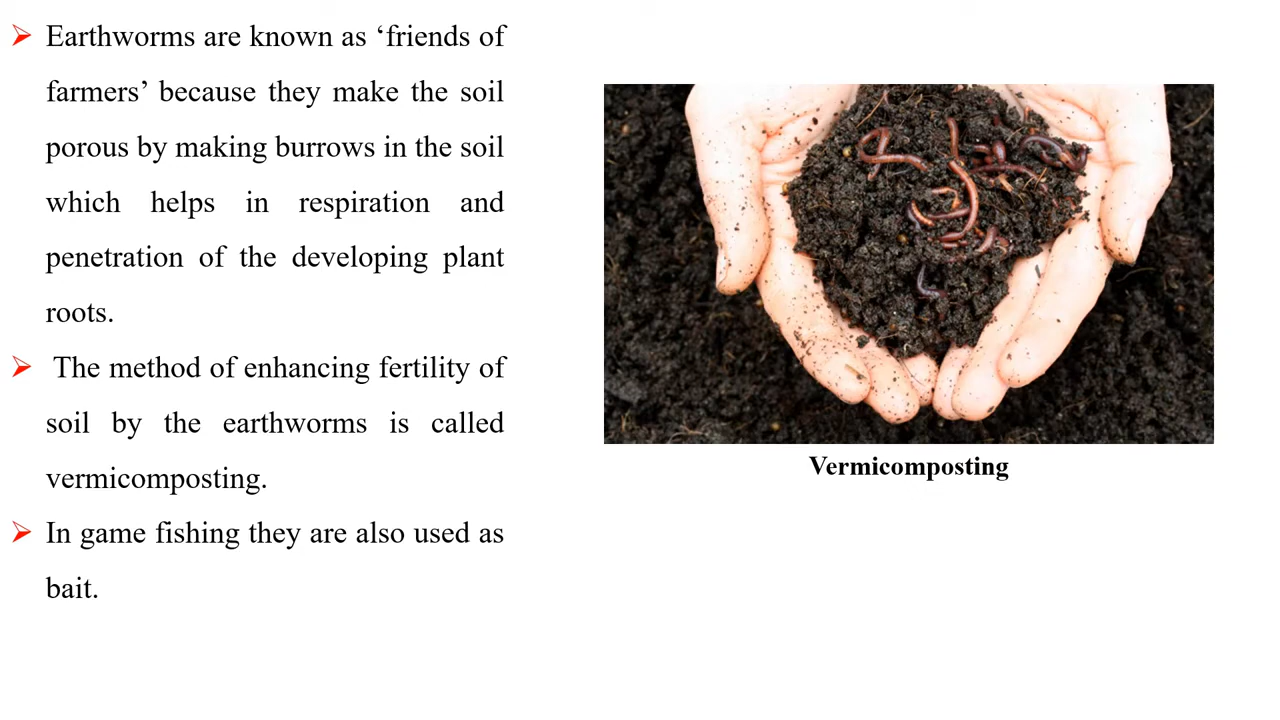 Earthworms are known as ‘friends of
farmers’ because they make the soil
porous by making burrows in the soil
which helps in respiration and
penetration of the developing plant
roots.
The method of enhancing fertility of
soil by the earthworms is called
vermicomposting.
In game fishing they are also used as
bait.
Vermicomposting